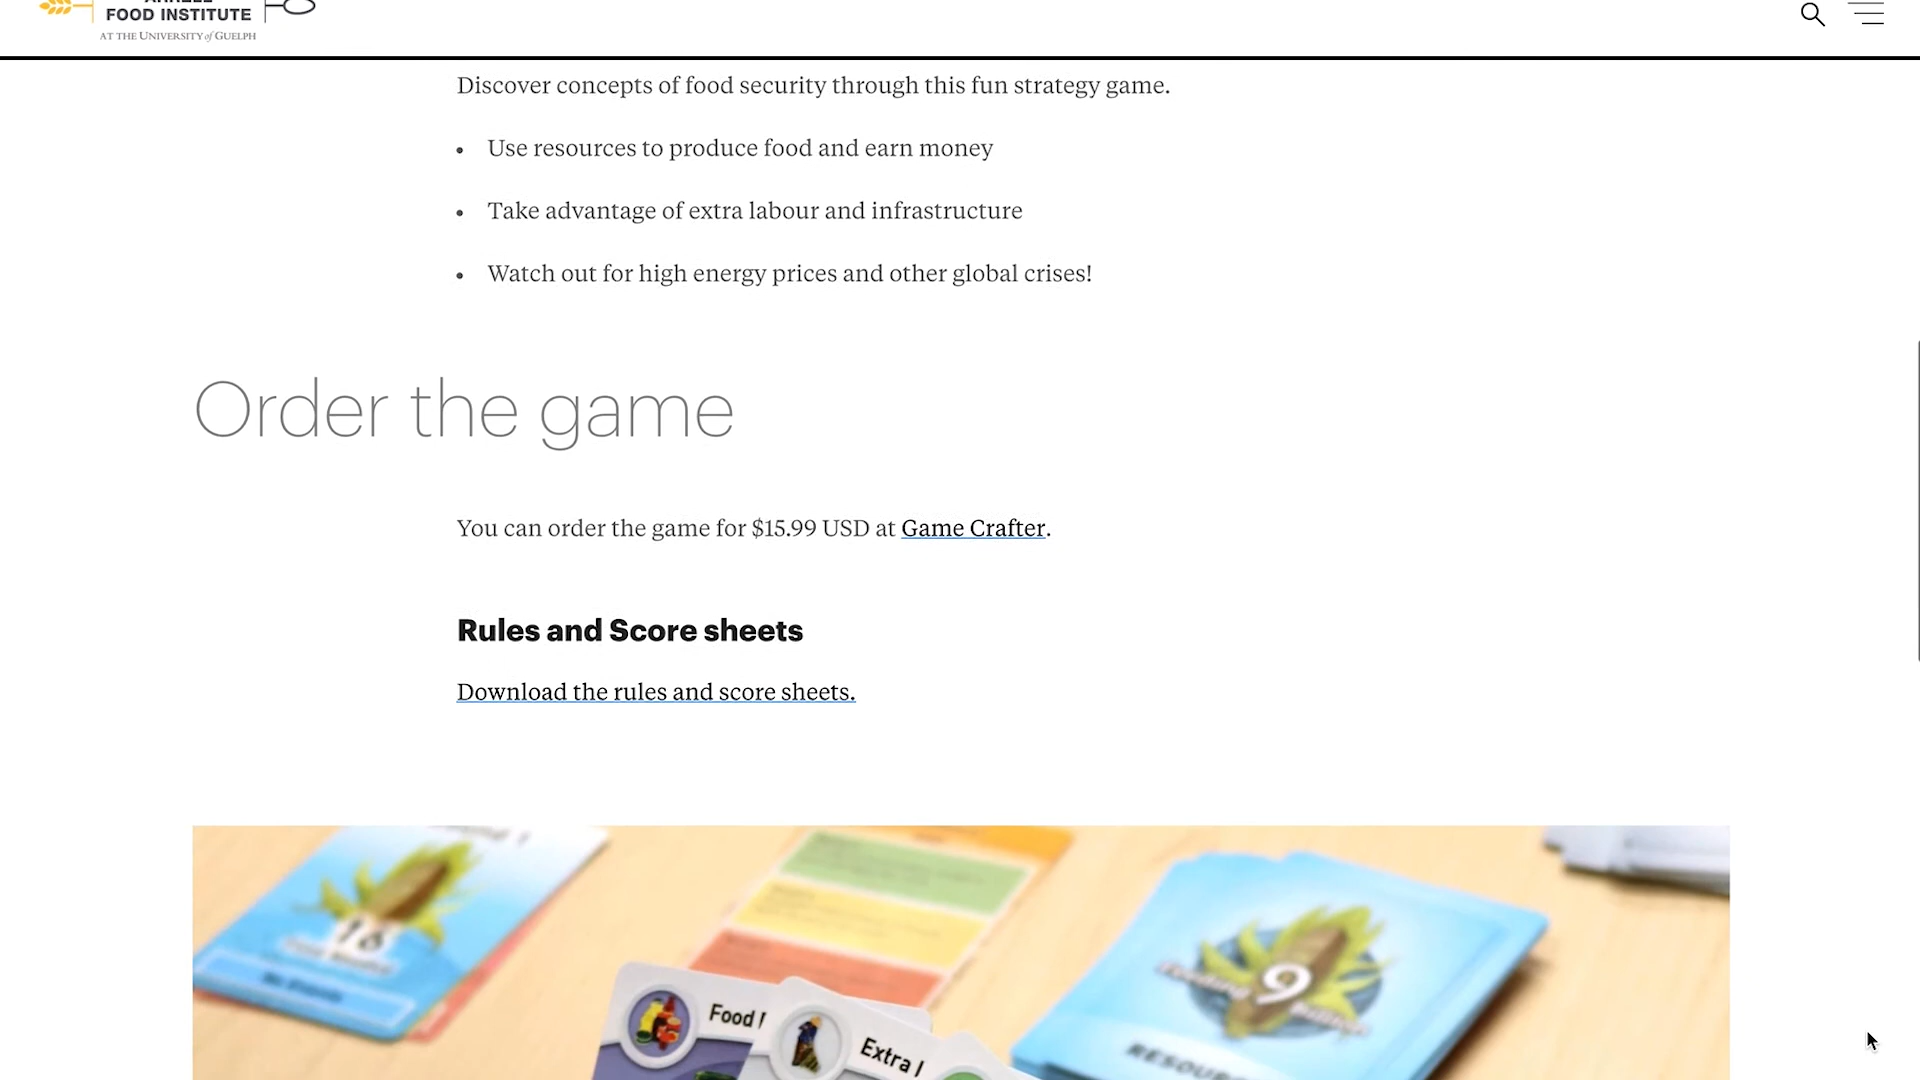 FOOD INSTITUTE
AT THE UNIVERSITY of GUELPH
Discover concepts of food security through this fun strategy game.
• Use resources to produce food and earn money
• Take advantage of extra labour and infrastructure
• Watch out for high energy prices and other global crises!
Order the game
You can order the game for $15.99 USD at Game Crafter.
Rules and Score sheets
Download the rules and score sheets.
16
9
Food
Extra